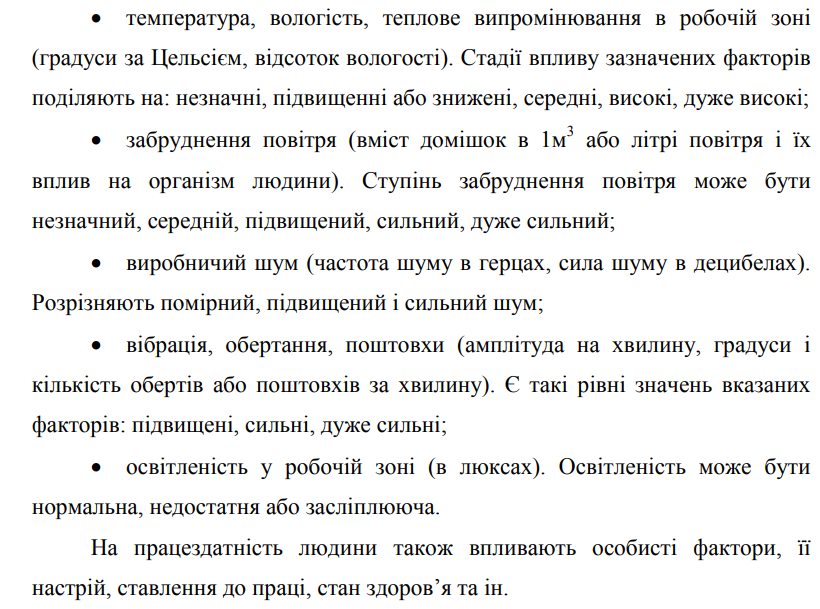 • температура, вологість, теплове випромінювання в робочій зоні
(градуси за Цельсієм, відсоток вологості). Стадії впливу зазначених факторів
поділяють на: незначні, підвищенні або знижені, середні, високі, дуже високі;
• забруднення повітря (вміст домішок в 1м³ або літрі повітря і їх
вплив на організм людини). Ступінь забруднення повітря може бути
незначний, середній, підвищений, сильний, дуже сильний;
• виробничий шум (частота шуму в герцах, сила шуму в децибелах).
Розрізняють помірний, підвищений і сильний шум;
• вібрація, обертання, поштовхи (амплітуда на хвилину, градуси і
кількість обертів або поштовхів за хвилину). Є такі рівні значень вказаних
факторів: підвищені, сильні, дуже сильні;
• освітленість у робочій зоні (в люксах). Освітленість може бути
нормальна, недостатня або засліплююча.
На працездатність людини також впливають особисті фактори, її
настрій, ставлення до праці, стан здоров’я та ін.